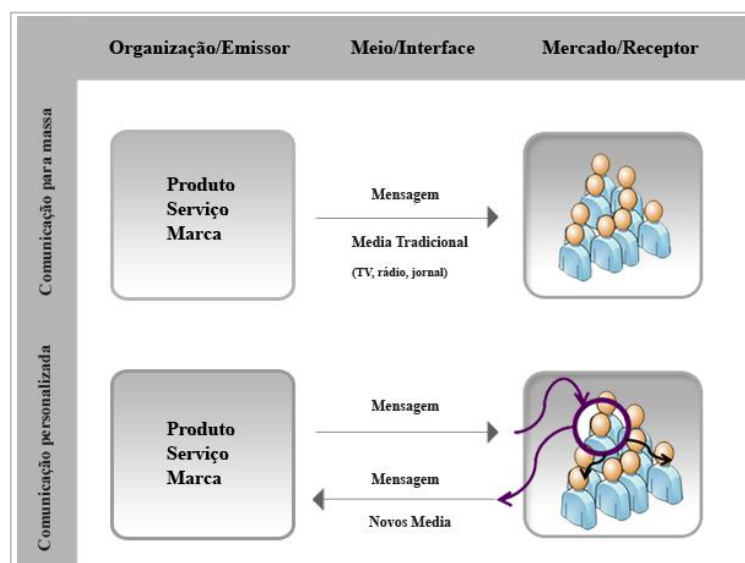 Organização/Emissor Meio/Interface Mercado/Receptor
Comunicação para massa
Produto
Serviço
Marca
Mensagem
Media Tradicional
(TV, rádio, jornal)
Comunicação personalizada
Produto
Serviço
Marca
Mensagem
Mensagem
Novos Media